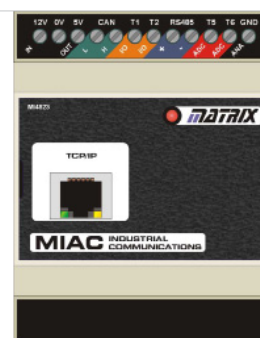 12V 0V 5V CAN T1 T2 RS485 T5 T6 GND
IN OUT L H I/O I/O ADC ADC ANA
MI4823
MATRIX
TCP/IP
MIAC INDUSTRIAL COMMUNICATIONS